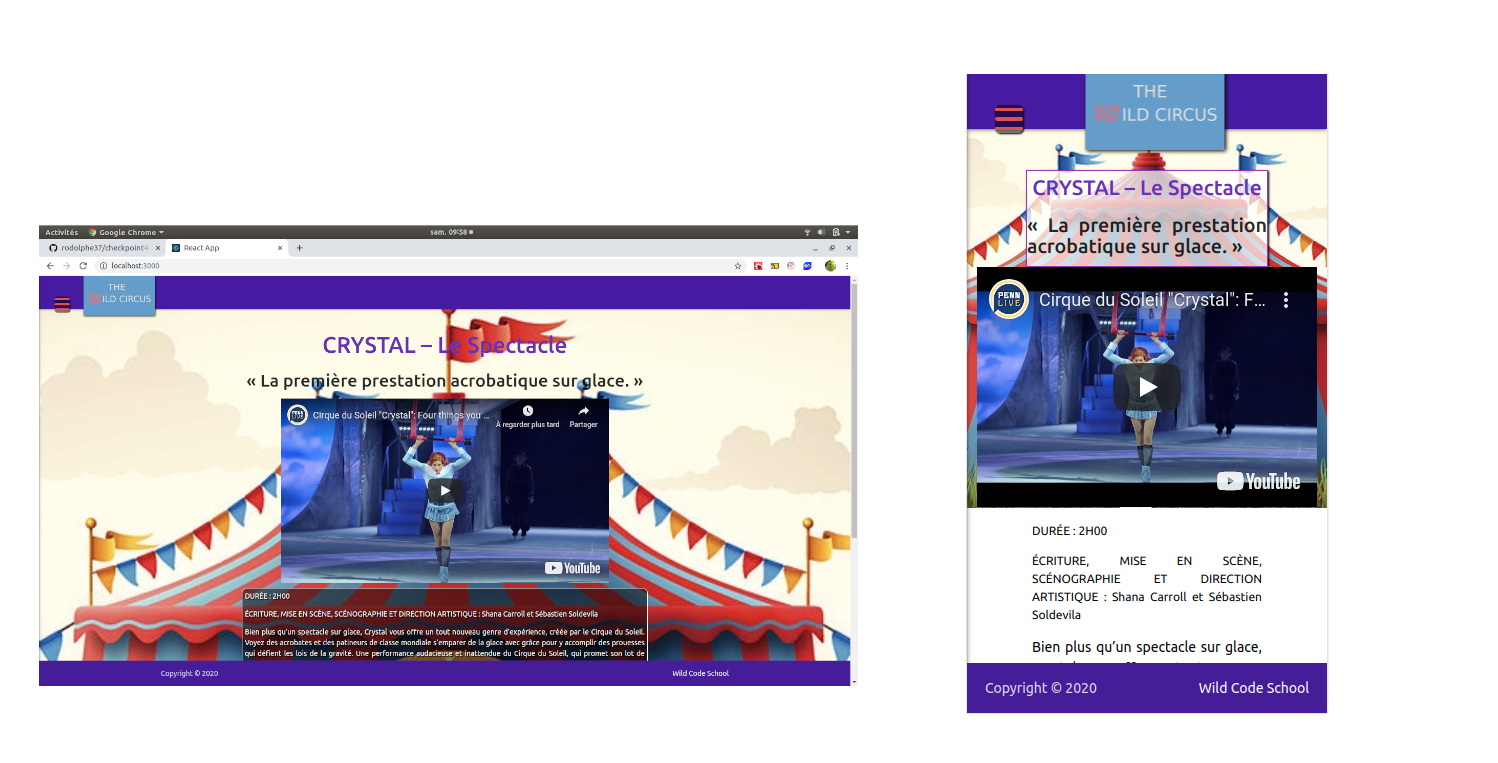 Activités Google Chrome sam. 09:58
rodolphe37/checkpoint4 React App
localhost:3000
THE
WILD CIRCUS
CRYSTAL – Le Spectacle
« La première prestation acrobatique sur glace. »
PENN LIVE
Cirque du Soleil "Crystal": Four things you ...
À regarder plus tard Partager
YouTube
DURÉE : 2H00
ÉCRITURE, MISE EN SCÈNE, SCÉNOGRAPHIE ET DIRECTION ARTISTIQUE : Shana Carroll et Sébastien Soldevila
Bien plus qu'un spectacle sur glace, Crystal vous offre un tout nouveau genre d'expérience, créée par le Cirque du Soleil.
Voyez des acrobates et des patineurs de classe mondiale s'emparer de la glace avec grâce pour y accomplir des prouesses
qui défient les lois de la gravité. Une performance audacieuse et inattendue du Cirque du Soleil, qui promet son lot de
Copyright © 2020 Wild Code School
THE
WILD CIRCUS
CRYSTAL – Le Spectacle
« La première prestation
acrobatique sur glace. »
PENN
LIVE
Cirque du Soleil "Crystal": F...
YouTube
DURÉE : 2H00
ÉCRITURE, MISE EN SCÈNE,
SCÉNOGRAPHIE ET DIRECTION
ARTISTIQUE : Shana Carroll et Sébastien
Soldevila
Bien plus qu'un spectacle sur glace,
Copyright © 2020 Wild Code School